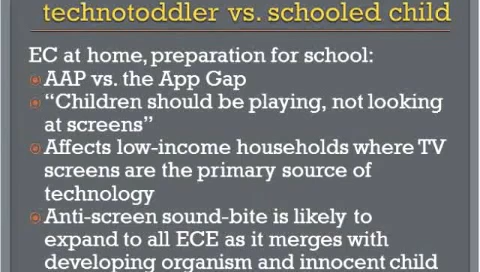 technotoddler vs. schooled child
EC at home, preparation for school:
AAP vs. the App Gap
“Children should be playing, not looking
at screens”
Affects low-income households where TV
screens are the primary source of
technology
Anti-screen sound-bite is likely to
expand to all ECE as it merges with
developing organism and innocent child